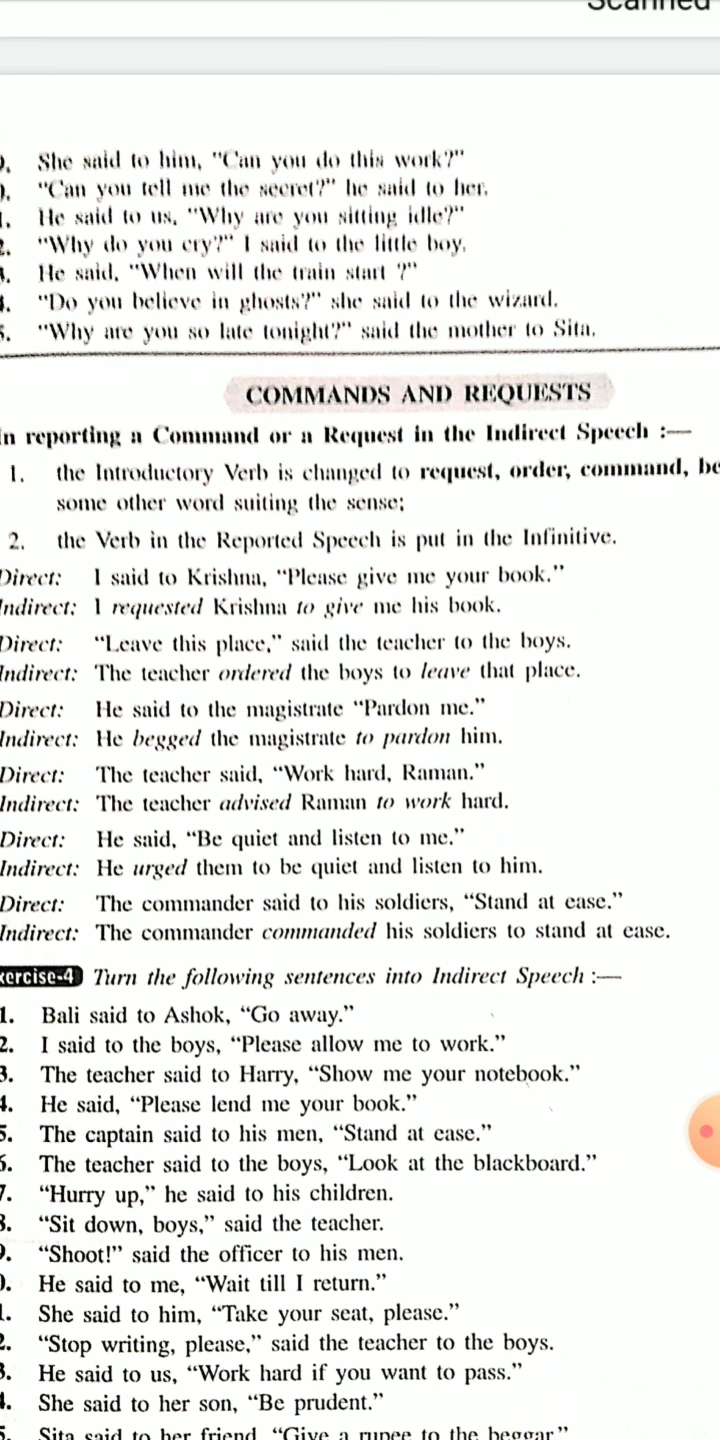 Scanned
9. She said to him, "Can you do this work?"
0. "Can you tell me the secret?" he said to her.
1. He said to us, "Why are you sitting idle?"
2. "Why do you cry?" I said to the little boy.
3. He said, "When will the train start ?"
4. "Do you believe in ghosts?" she said to the wizard.
5. "Why are you so late tonight?" said the mother to Sita.
COMMANDS AND REQUESTS
In reporting a Command or a Request in the Indirect Speech :—
1. the Introductory Verb is changed to request, order, command, be
some other word suiting the sense;
2. the Verb in the Reported Speech is put in the Infinitive.
Direct: I said to Krishna, "Please give me your book."
Indirect: I requested Krishna to give me his book.
Direct: "Leave this place," said the teacher to the boys.
Indirect: The teacher ordered the boys to leave that place.
Direct: He said to the magistrate "Pardon me."
Indirect: He begged the magistrate to pardon him.
Direct: The teacher said, "Work hard, Raman."
Indirect: The teacher advised Raman to work hard.
Direct: He said, "Be quiet and listen to me."
Indirect: He urged them to be quiet and listen to him.
Direct: The commander said to his soldiers, "Stand at ease."
Indirect: The commander commanded his soldiers to stand at ease.
xercise-4 Turn the following sentences into Indirect Speech :—
1. Bali said to Ashok, "Go away."
2. I said to the boys, "Please allow me to work."
3. The teacher said to Harry, "Show me your notebook."
4. He said, "Please lend me your book."
5. The captain said to his men, "Stand at ease."
6. The teacher said to the boys, "Look at the blackboard."
7. "Hurry up," he said to his children.
8. "Sit down, boys," said the teacher.
9. "Shoot!" said the officer to his men.
0. He said to me, "Wait till I return."
1. She said to him, "Take your seat, please."
2. "Stop writing, please," said the teacher to the boys.
3. He said to us, "Work hard if you want to pass."
4. She said to her son, "Be prudent."
5. Sita said to her friend, "Give a rupee to the beggar"